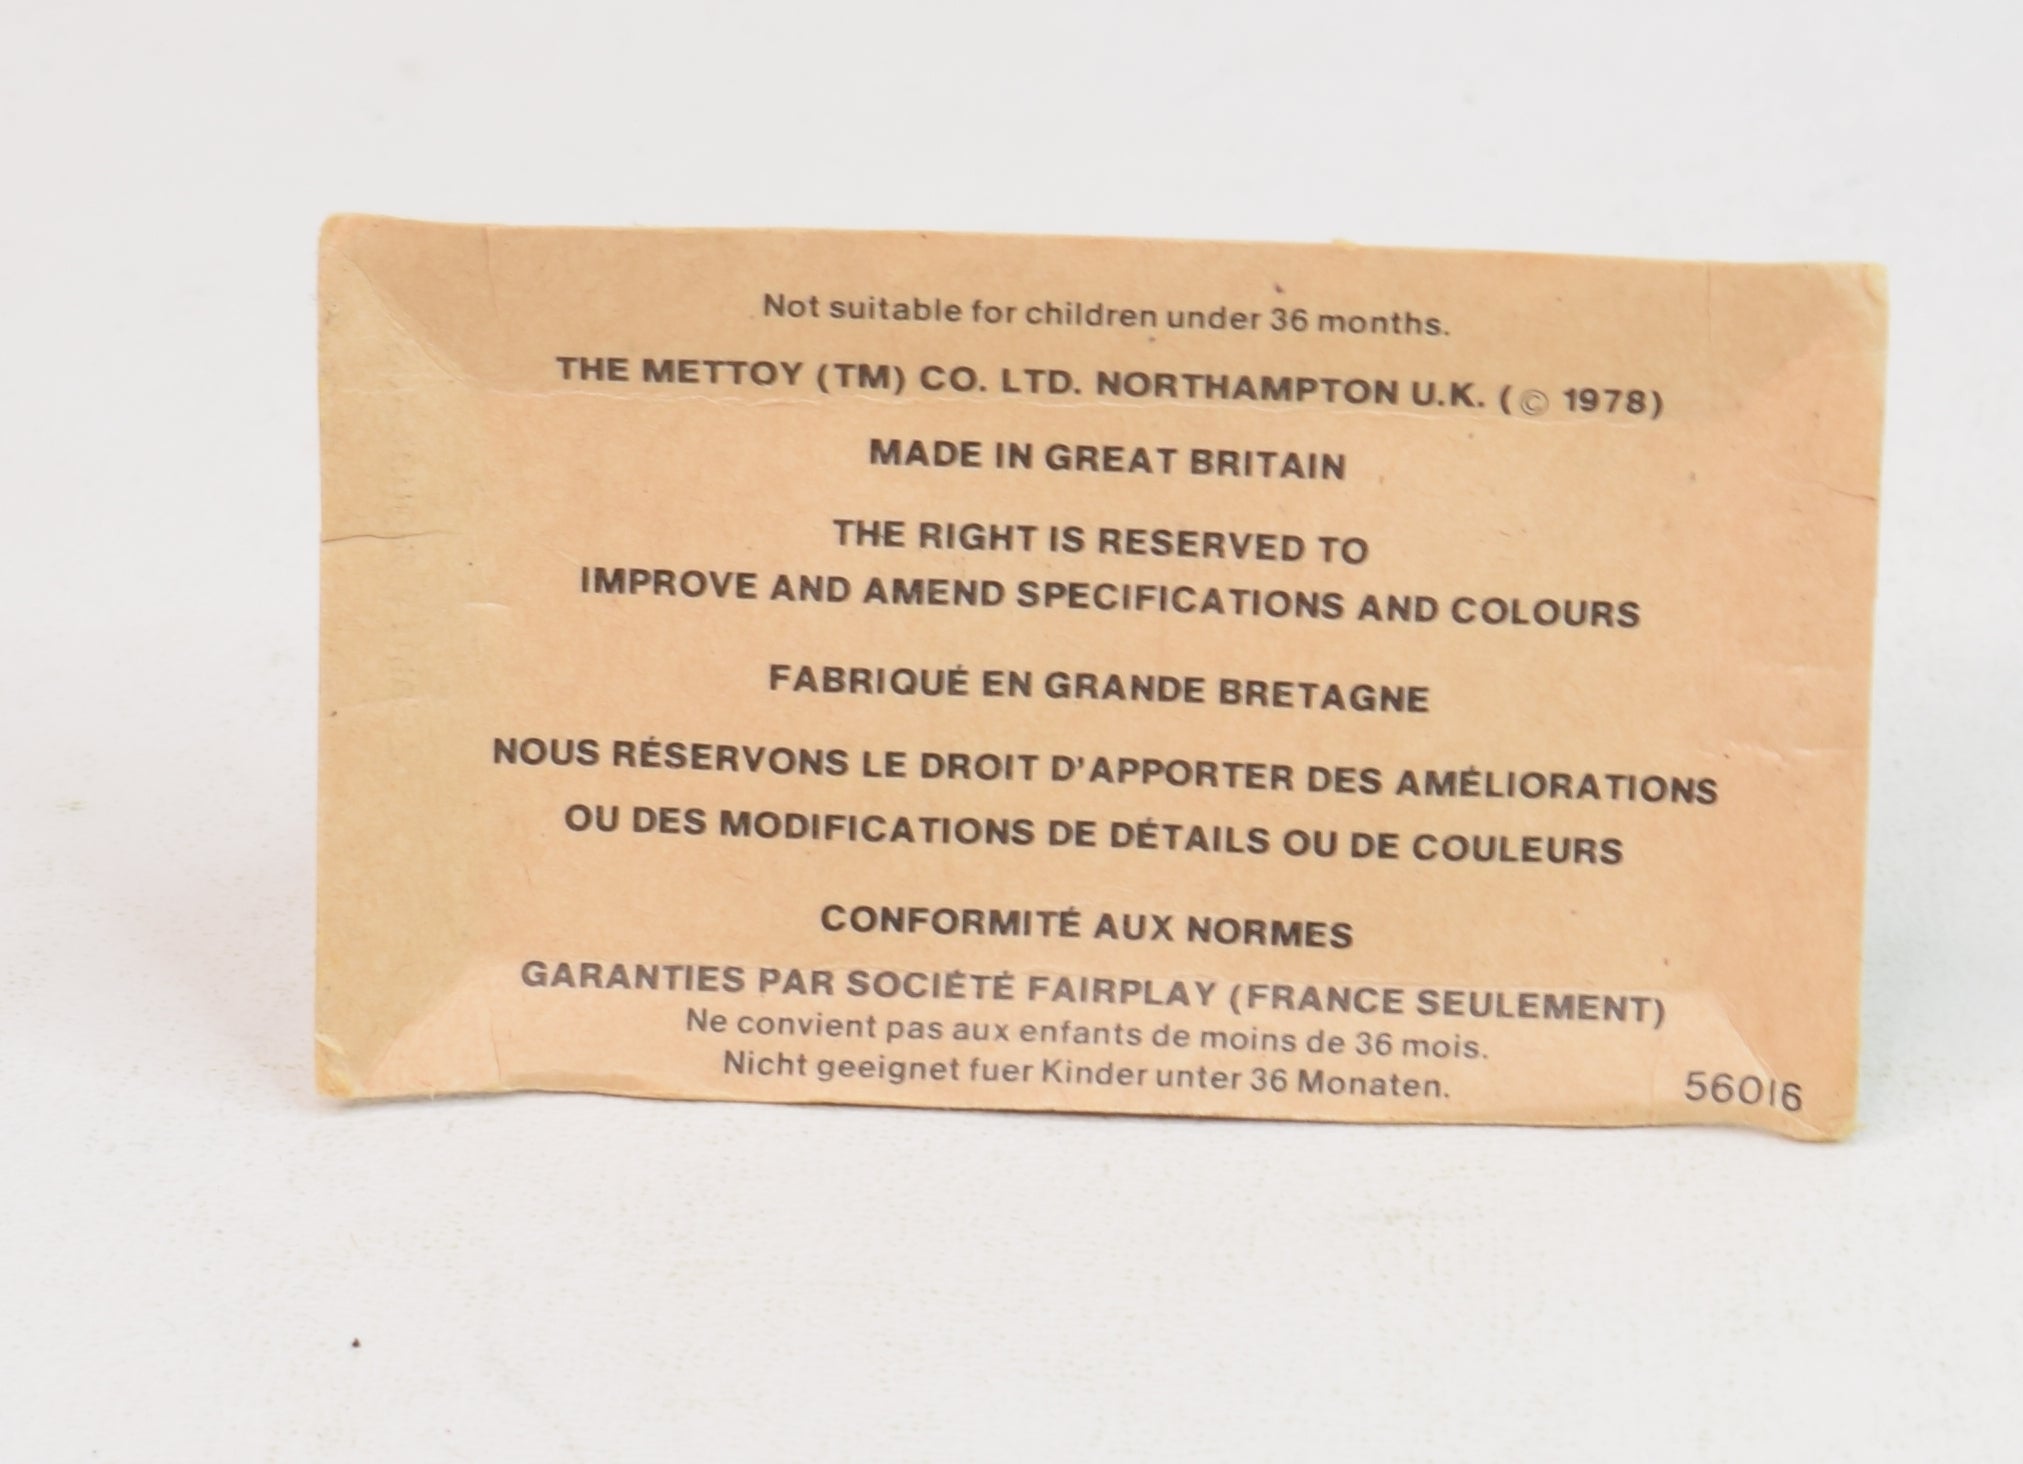 Not suitable for children under 36 months.
THE METTOY (TM) CO. LTD. NORTHAMPTON U.K. (© 1978)
MADE IN GREAT BRITAIN
THE RIGHT IS RESERVED TO
IMPROVE AND AMEND SPECIFICATIONS AND COLOURS
FABRIQUÉ EN GRANDE BRETAGNE
NOUS RÉSERVONS LE DROIT D'APPORTER DES AMÉLIORATIONS
OU DES MODIFICATIONS DE DÉTAILS OU DE COULEURS
CONFORMITÉ AUX NORMES
GARANTIES PAR SOCIÉTÉ FAIRPLAY (FRANCE SEULEMENT)
Ne convient pas aux enfants de moins de 36 mois.
Nicht geeignet fuer Kinder unter 36 Monaten.
56016